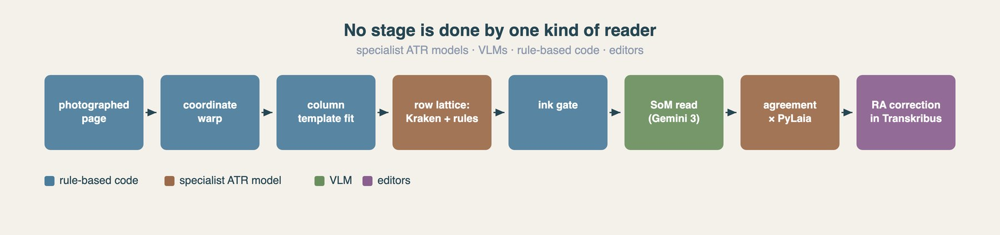 No stage is done by one kind of reader
specialist ATR models · VLMs · rule-based code · editors
photographed
page
coordinate
warp
column
template fit
row lattice:
Kraken + rules
ink gate
SoM read
(Gemini 3)
agreement
× PyLaia
RA correction
in Transkribus
rule-based code
specialist ATR model
VLM
editors